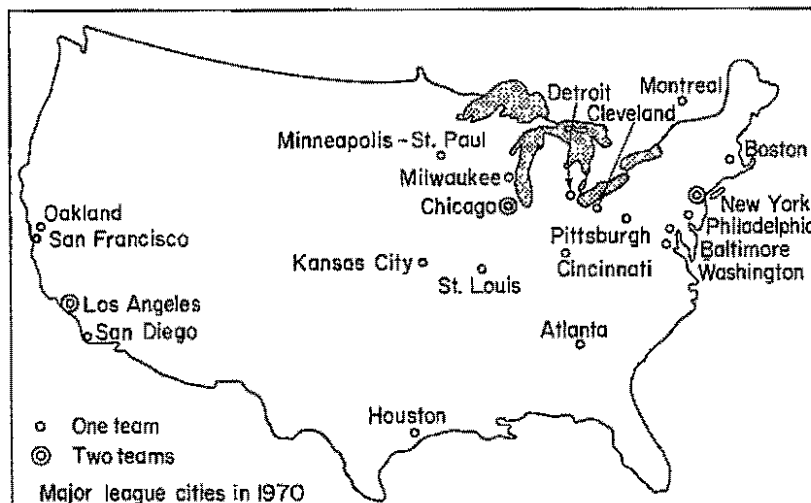 Detroit
Montreal
Cleveland
Minneapolis-St. Paul
Boston
Milwaukee
Chicago
New York
Oakland
Philadelphia
San Francisco
Pittsburgh
Baltimore
Kansas City
Cincinnati
Washington
St. Louis
Los Angeles
San Diego
Atlanta
Houston
One team
Two teams
Major league cities in 1970